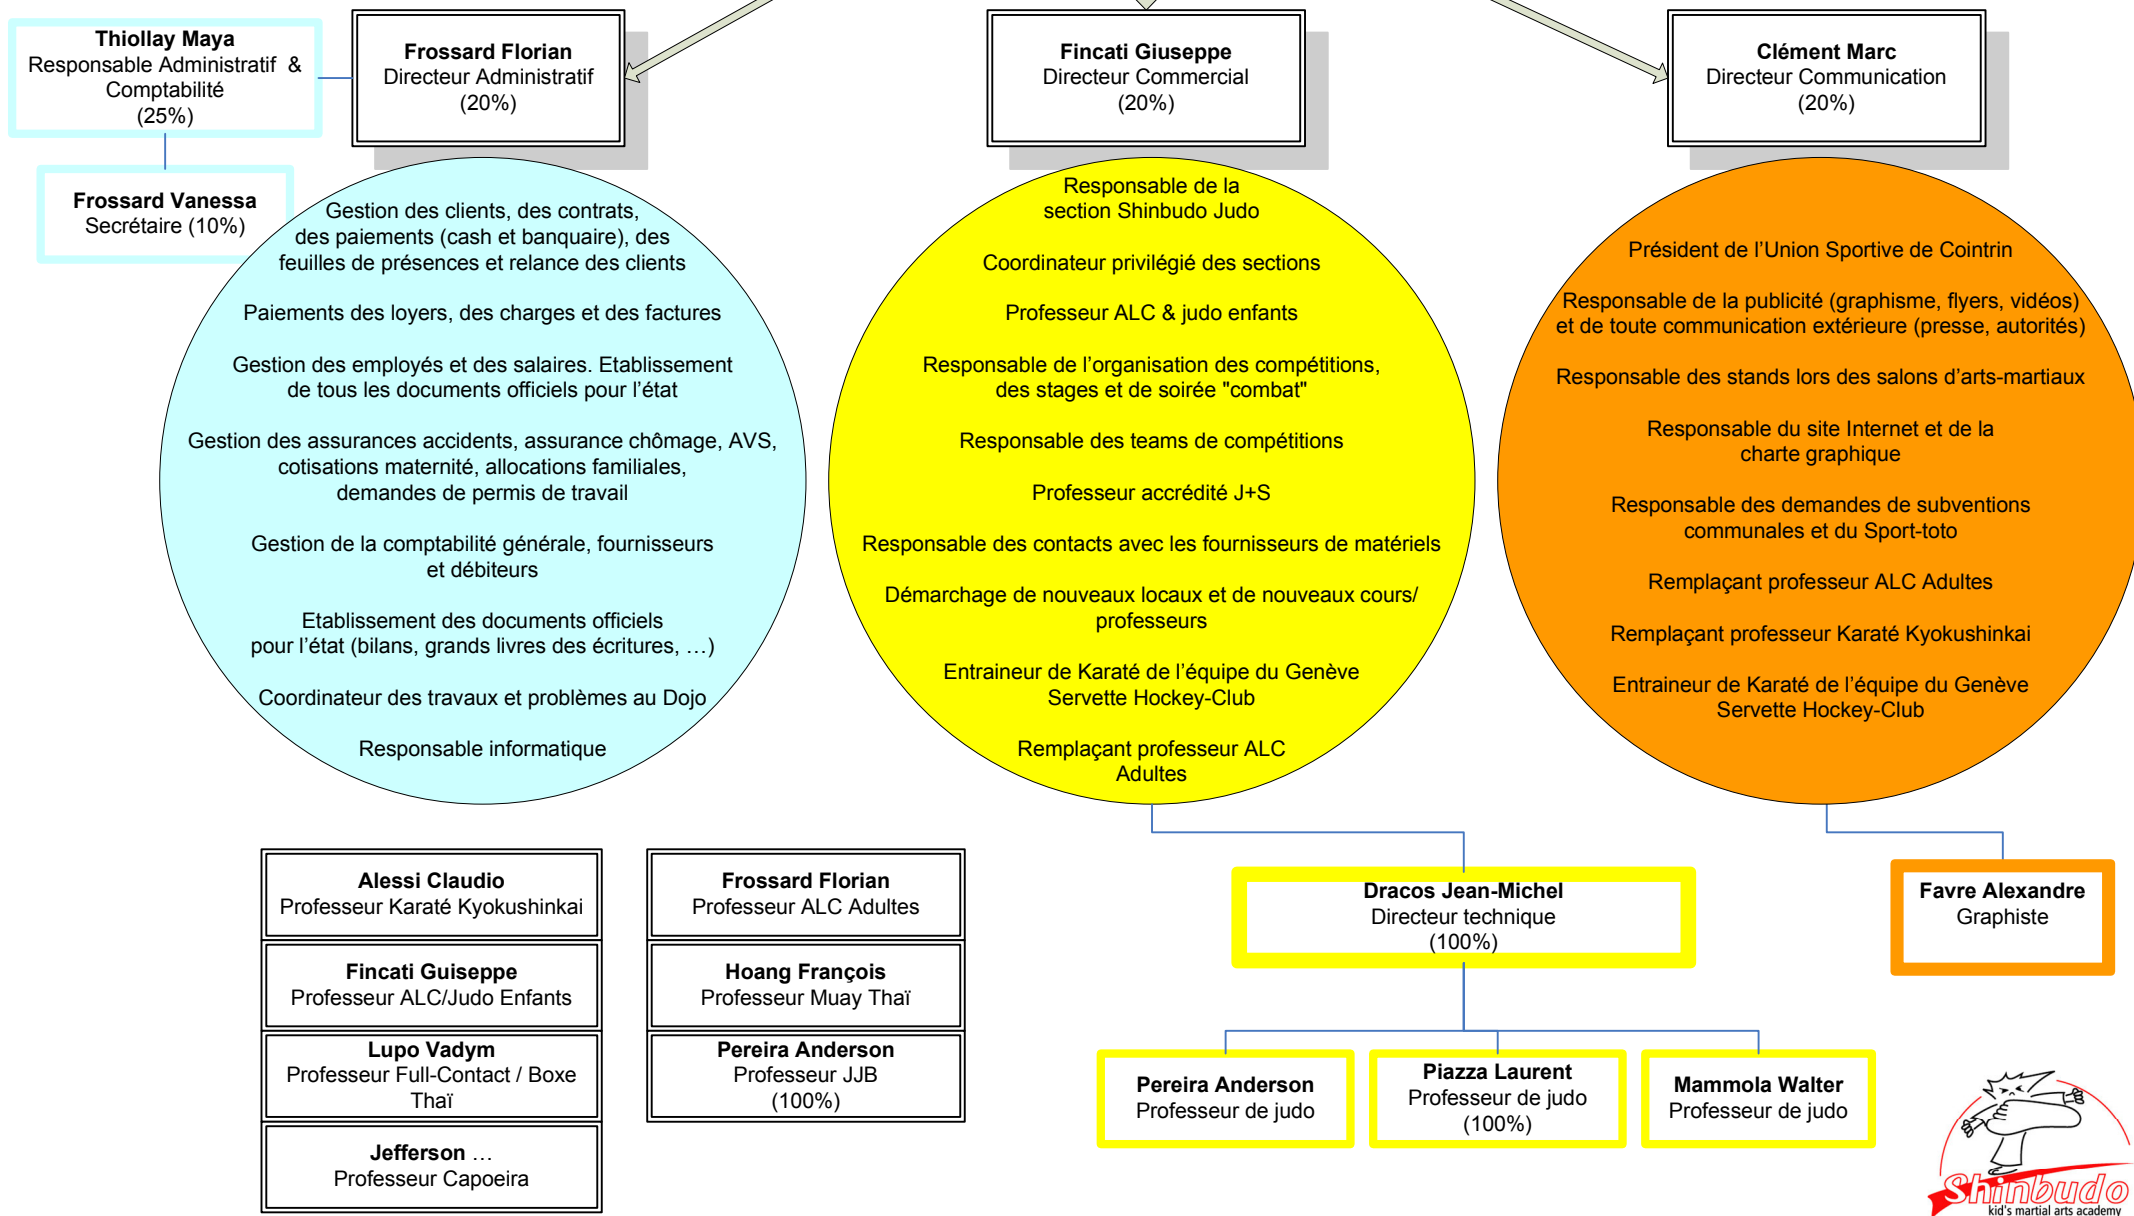 Thiollay Maya
Responsable Administratif &
Comptabilité
(25%)
Frossard Florian
Directeur Administratif
(20%)
Fincati Giuseppe
Directeur Commercial
(20%)
Clément Marc
Directeur Communication
(20%)
Frossard Vanessa
Secrétaire (10%)
Gestion des clients, des contrats,
des paiements (cash et banquaire), des
feuilles de présences et relance des clients
Paiements des loyers, des charges et des factures
Gestion des employés et des salaires. Etablissement
de tous les documents officiels pour l'état
Gestion des assurances accidents, assurance chômage, AVS,
cotisations maternité, allocations familiales,
demandes de permis de travail
Gestion de la comptabilité générale, fournisseurs
et débiteurs
Etablissement des documents officiels
pour l'état (bilans, grands livres des écritures, …)
Coordinateur des travaux et problèmes au Dojo
Responsable informatique
Responsable de la
section Shinbudo Judo
Coordinateur privilégié des sections
Professeur ALC & judo enfants
Responsable de l'organisation des compétitions,
des stages et de soirée "combat"
Responsable des teams de compétitions
Professeur accrédité J+S
Responsable des contacts avec les fournisseurs de matériels
Démarchage de nouveaux locaux et de nouveaux cours/
professeurs
Entraineur de Karaté de l'équipe du Genève
Servette Hockey-Club
Remplaçant professeur ALC
Adultes
Président de l'Union Sportive de Cointrin
Responsable de la publicité (graphisme, flyers, vidéos)
et de toute communication extérieure (presse, autorités)
Responsable des stands lors des salons d'arts-martiaux
Responsable du site Internet et de la
charte graphique
Responsable des demandes de subventions
communales et du Sport-toto
Remplaçant professeur ALC Adultes
Remplaçant professeur Karaté Kyokushinkai
Entraineur de Karaté de l'équipe du Genève
Servette Hockey-Club
Alessi Claudio
Professeur Karaté Kyokushinkai
Fincati Guiseppe
Professeur ALC/Judo Enfants
Lupo Vadym
Professeur Full-Contact / Boxe
Thaï
Jefferson …
Professeur Capoeira
Frossard Florian
Professeur ALC Adultes
Hoang François
Professeur Muay Thaï
Pereira Anderson
Professeur JJB
(100%)
Dracos Jean-Michel
Directeur technique
(100%)
Favre Alexandre
Graphiste
Pereira Anderson
Professeur de judo
Piazza Laurent
Professeur de judo
(100%)
Mammola Walter
Professeur de judo
Shinbudo
kid's martial arts academy